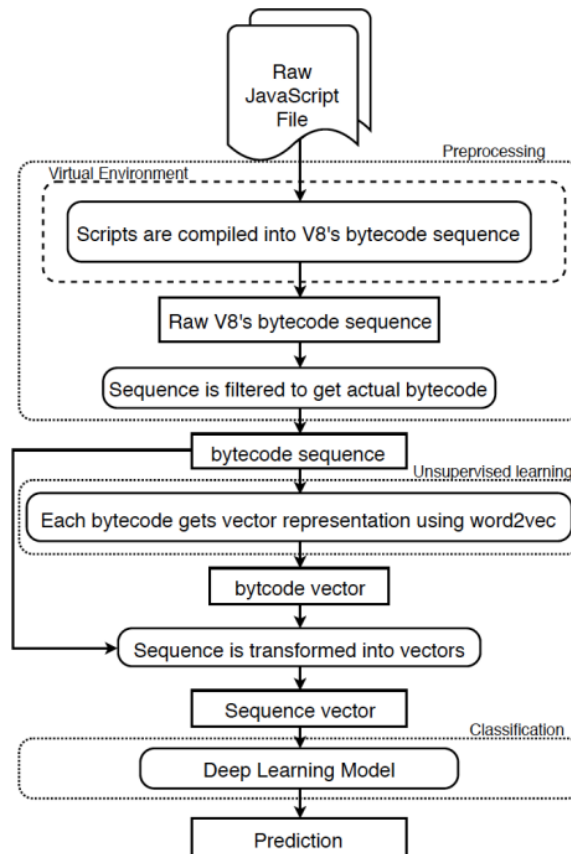 Raw
JavaScript
File
Preprocessing
Virtual Environment
Scripts are compiled into V8's bytecode sequence
Raw V8's bytecode sequence
Sequence is filtered to get actual bytecode
bytecode sequence
Unsupervised learning
Each bytecode gets vector representation using word2vec
bytcode vector
Sequence is transformed into vectors
Sequence vector
Classification
Deep Learning Model
Prediction